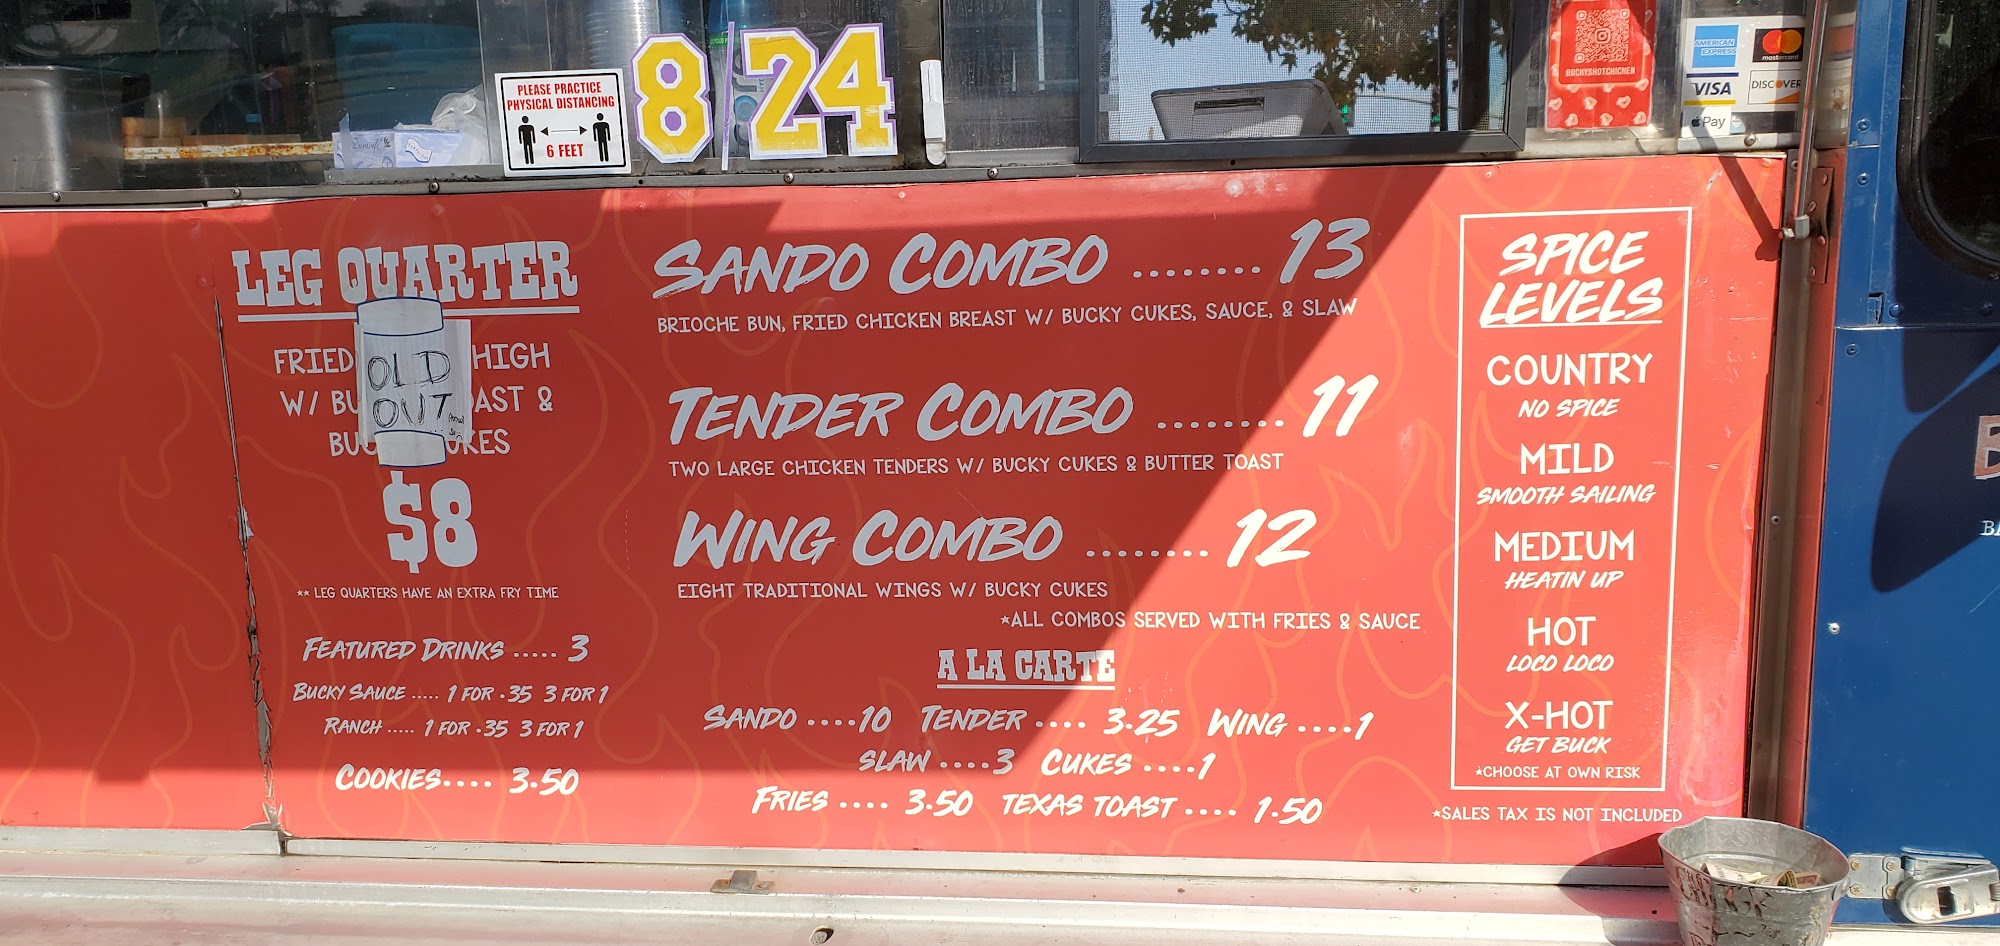 PLEASE PRACTICE
PHYSICAL DISTANCING
6 FEET
8/24
BUCKYSHOTCHICKEN
AMERICAN EXPRESS
mastercard
VISA
DISCOVER
Pay
LEG QUARTER
FRIED HIGH
W/ BU AST &
BUC UKES
OLD
OUT
$8
** LEG QUARTERS HAVE AN EXTRA FRY TIME
FEATURED DRINKS ..... 3
BUCKY SAUCE ..... 1 FOR .35 3 FOR 1
RANCH ..... 1 FOR .35 3 FOR 1
COOKIES.... 3.50
SANDO COMBO ........ 13
BRIOCHE BUN, FRIED CHICKEN BREAST W/ BUCKY CUKES, SAUCE, & SLAW
TENDER COMBO ........ 11
TWO LARGE CHICKEN TENDERS W/ BUCKY CUKES & BUTTER TOAST
WING COMBO ........ 12
EIGHT TRADITIONAL WINGS W/ BUCKY CUKES
*ALL COMBOS SERVED WITH FRIES & SAUCE
A LA CARTE
SANDO ....10 TENDER .... 3.25 WING ....1
SLAW ....3 CUKES ....1
FRIES .... 3.50 TEXAS TOAST .... 1.50
SPICE
LEVELS
COUNTRY
NO SPICE
MILD
SMOOTH SAILING
MEDIUM
HEATIN UP
HOT
LOCO LOCO
X-HOT
GET BUCK
*CHOOSE AT OWN RISK
*SALES TAX IS NOT INCLUDED